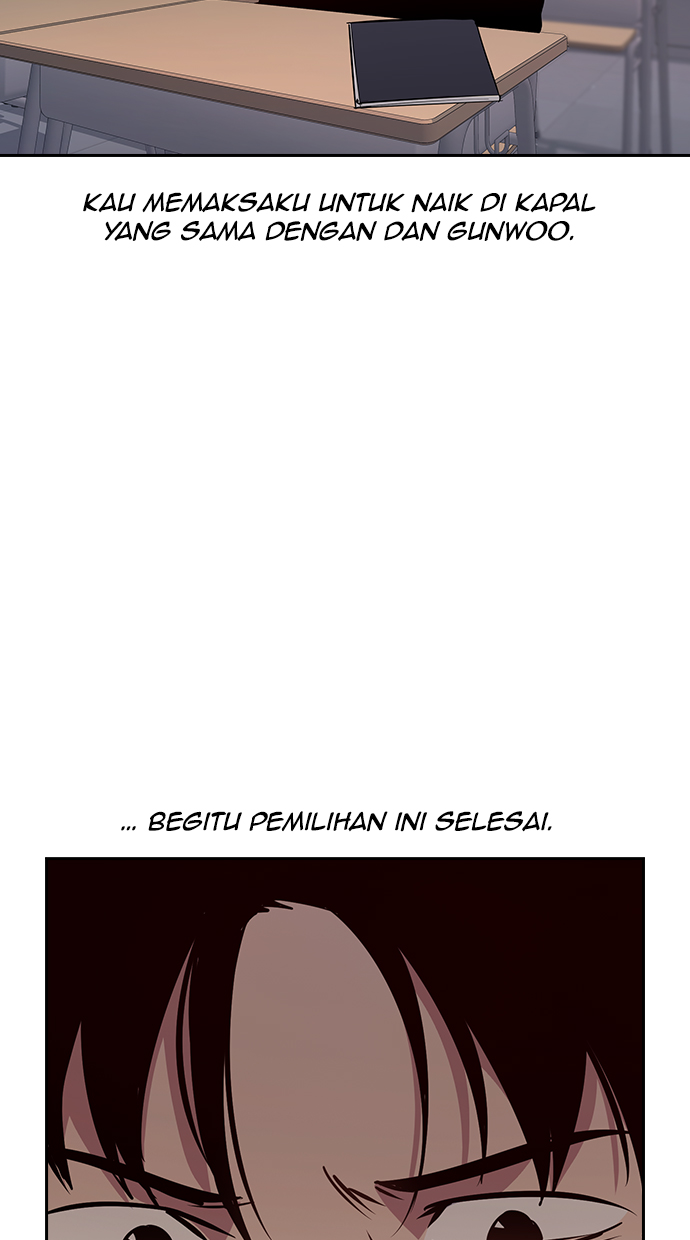 KAU MEMAKSAKU UNTUK NAIK DI KAPAL
YANG SAMA DENGAN DAN GUNWOO.
... BEGITU PEMILIHAN INI SELESAI.